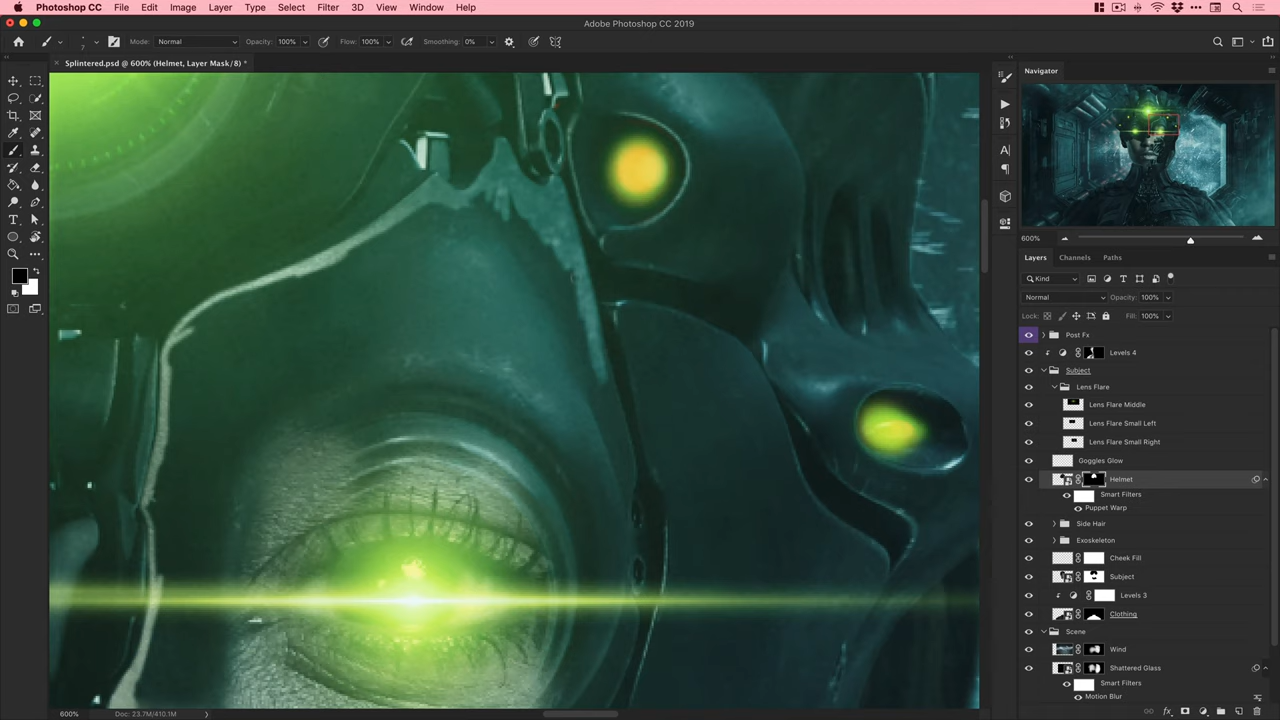 Photoshop CC File Edit Image Layer Type Select Filter 3D View Window Help
Adobe Photoshop CC 2019
7 Mode: Normal Opacity: 100% Flow: 100% Smoothing: 0%
Splintered.psd @ 600% (Helmet, Layer Mask/8) *
Navigator
600%
Layers Channels Paths
Kind
Normal Opacity: 100%
Lock: Fill: 100%
Post Fx
Levels 4
Subject
Lens Flare
Lens Flare Middle
Lens Flare Small Left
Lens Flare Small Right
Goggles Glow
Helmet
Smart Filters
Puppet Warp
Side Hair
Exoskeleton
Cheek Fill
Subject
Levels 3
Clothing
Scene
Wind
Shattered Glass
Smart Filters
Motion Blur
600% Doc: 23.7M/410.1M